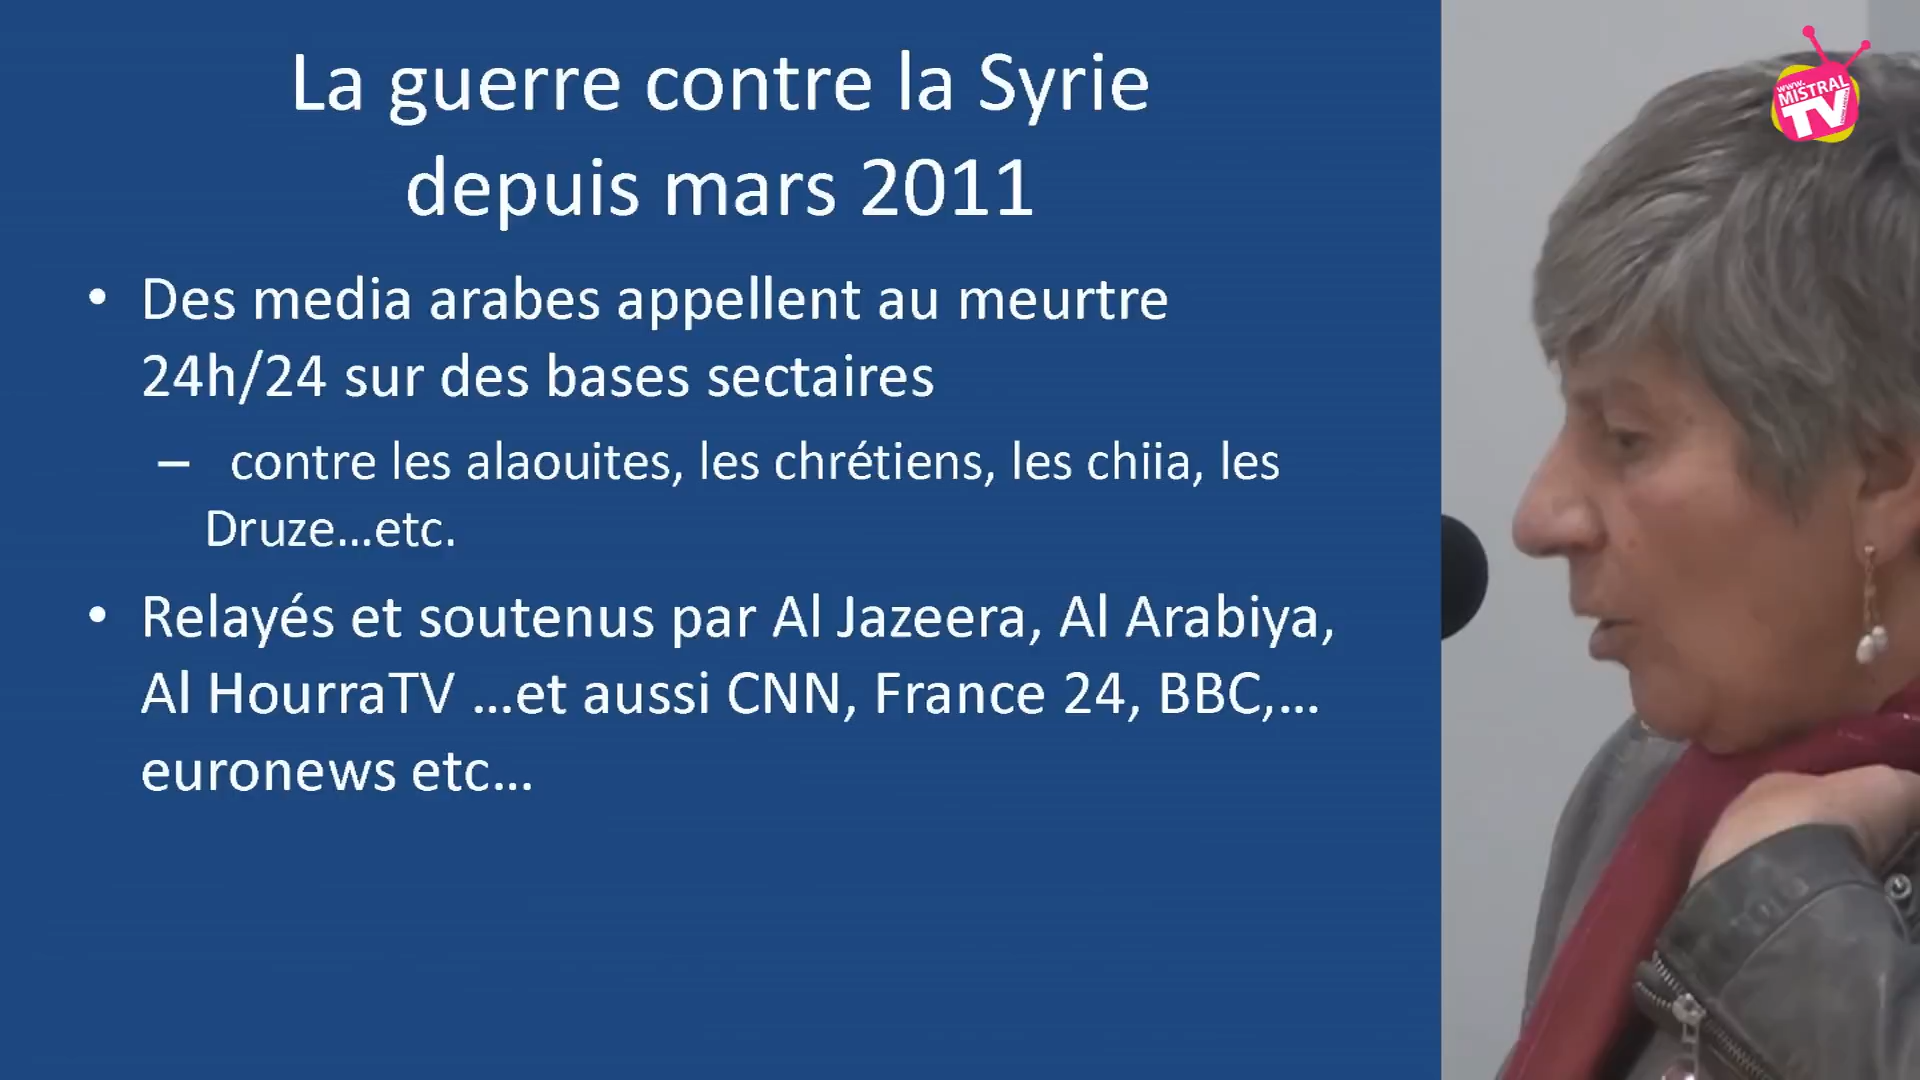 La guerre contre la Syrie
depuis mars 2011
• Des media arabes appellent au meurtre
24h/24 sur des bases sectaires
– contre les alaouites, les chrétiens, les chiia, les
Druze...etc.
• Relayés et soutenus par Al Jazeera, Al Arabiya,
Al HourraTV ...et aussi CNN, France 24, BBC,...
euronews etc...
www.
MISTRAL
TV